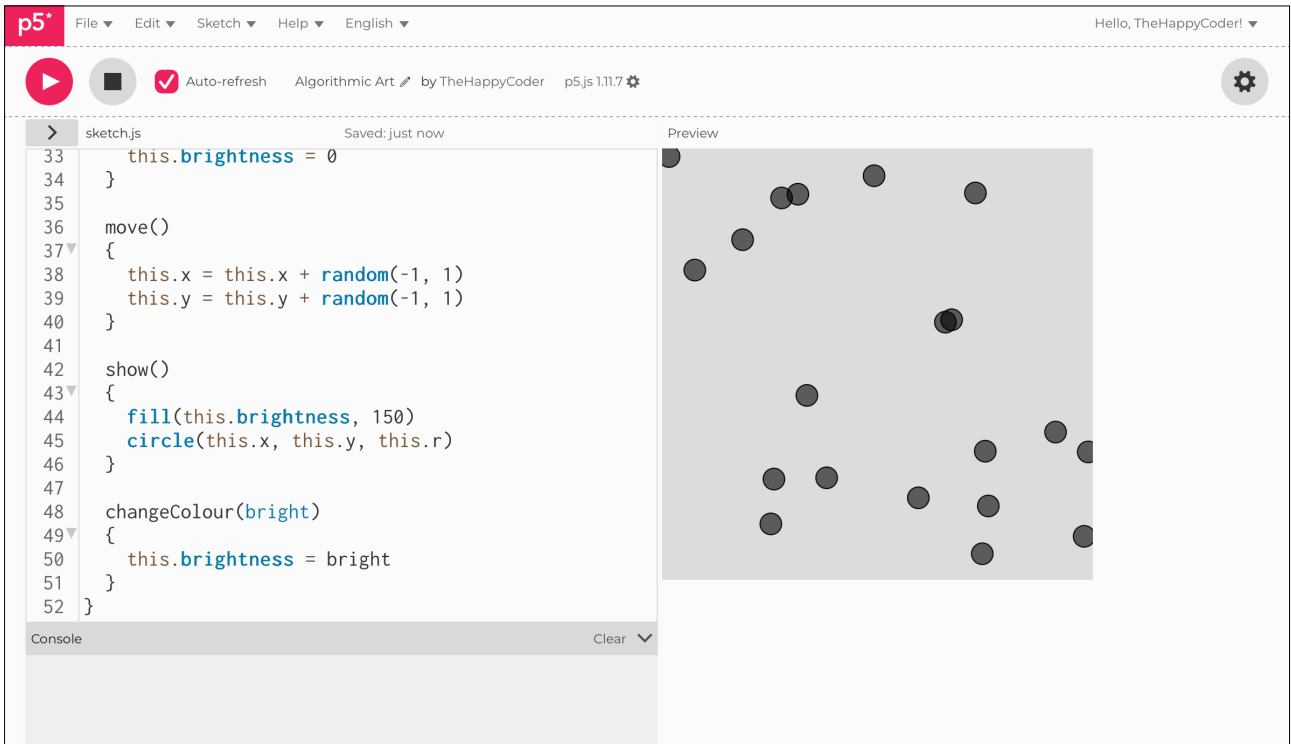 p5* File Edit Sketch Help English Hello, TheHappyCoder!
Auto-refresh Algorithmic Art by TheHappyCoder p5.js 1.11.7
sketch.js Saved: just now Preview
33 this.brightness = 0
34 }
35
36 move()
37 {
38 this.x = this.x + random(-1, 1)
39 this.y = this.y + random(-1, 1)
40 }
41
42 show()
43 {
44 fill(this.brightness, 150)
45 circle(this.x, this.y, this.r)
46 }
47
48 changeColour(bright)
49 {
50 this.brightness = bright
51 }
52 }
Console Clear